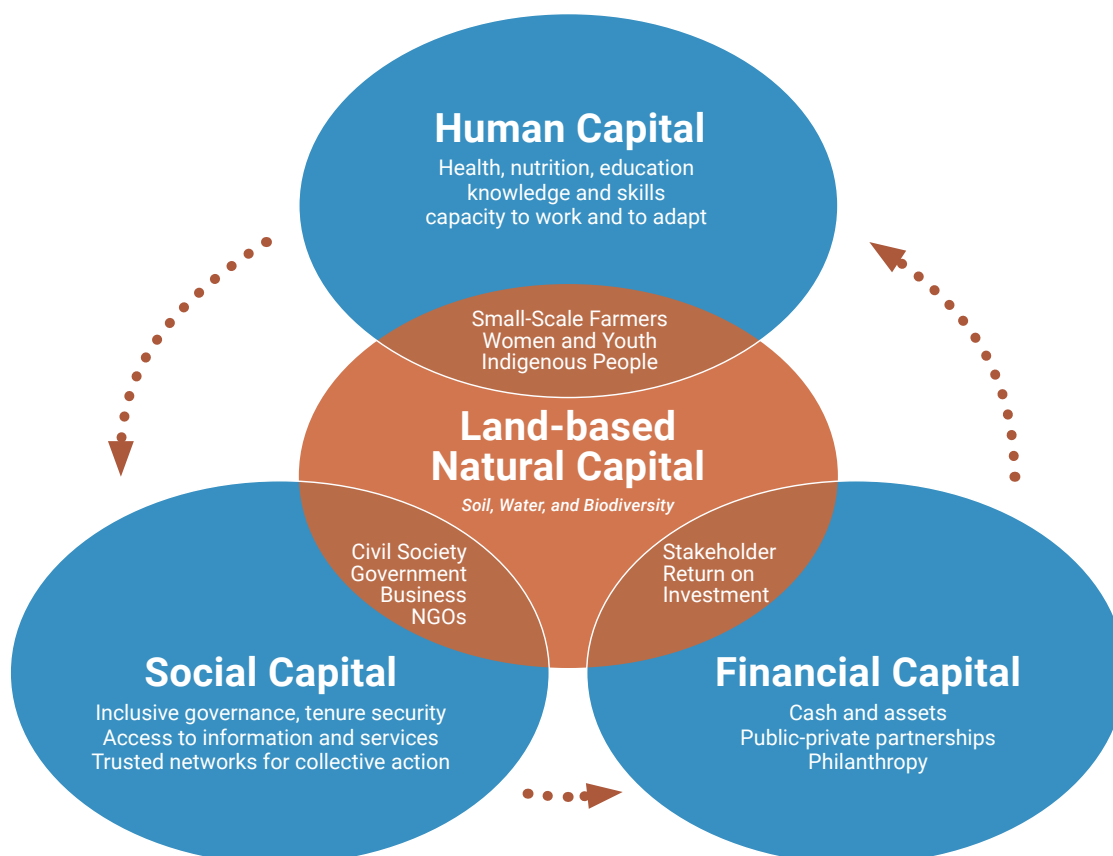 Human Capital
Health, nutrition, education
knowledge and skills
capacity to work and to adapt
Small-Scale Farmers
Women and Youth
Indigenous People
Land-based
Natural Capital
Soil, Water, and Biodiversity
Civil Society
Government
Business
NGOs
Stakeholder
Return on
Investment
Social Capital
Inclusive governance, tenure security
Access to information and services
Trusted networks for collective action
Financial Capital
Cash and assets
Public-private partnerships
Philanthropy